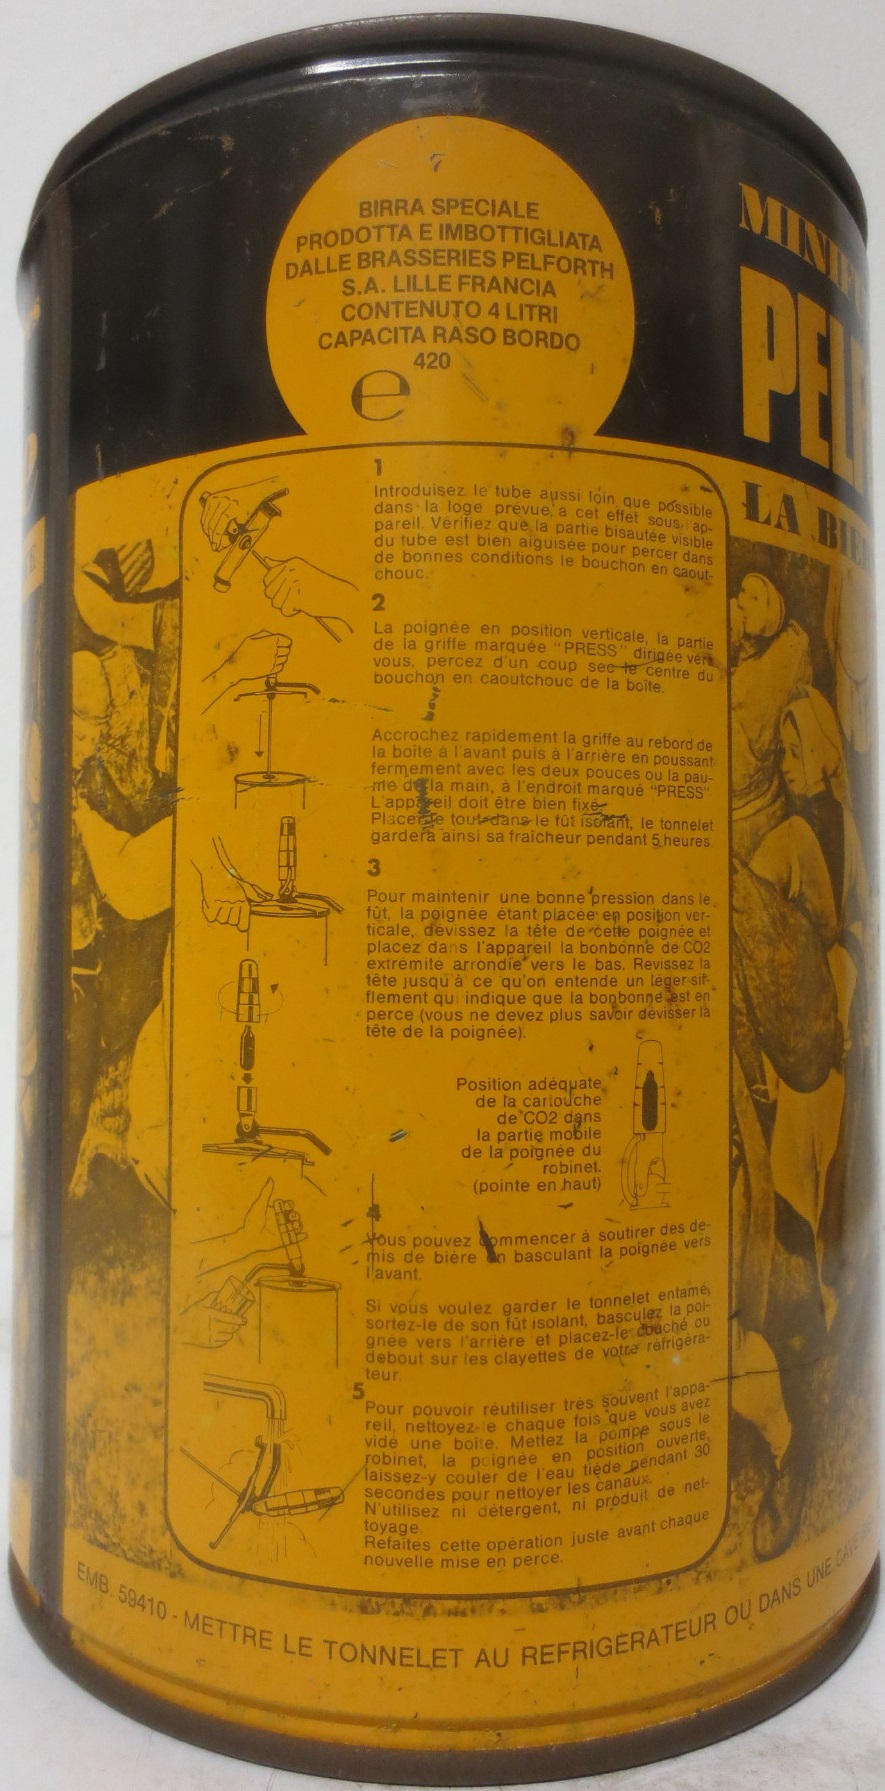 BIRRA SPECIALE
PRODOTTA E IMBOTTIGLIATA
DALLE BRASSERIES PELFORTH
S.A. LILLE FRANCIA
CONTENUTO 4 LITRI
CAPACITA RASO BORDO
420
e
PEL
LA BIE
1
Introduisez le tube aussi loin que possible
dans la loge prévue à cet effet sous l'ap-
pareil. Vérifiez que la partie bisautée visible
du tube est bien aiguisée pour percer dans
de bonnes conditions le bouchon en caout-
chouc.
2
La poignée en position verticale, la partie
de la griffe marquée "PRESS" dirigée vers
vous, percez d'un coup sec le centre du
bouchon en caoutchouc de la boîte.
Accrochez rapidement la griffe au rebord de
la boîte à l'avant puis à l'arrière en poussant
fermement avec les deux pouces ou la pau-
me de la main, à l'endroit marqué "PRESS"
L'appareil doit être bien fixé.
Placer le tout dans le fût isolant, le tonnelet
gardera ainsi sa fraîcheur pendant 5 heures.
3
Pour maintenir une bonne pression dans le
fût, la poignée étant placée en position ver-
ticale, dévissez la tête de cette poignée et
placez dans l'appareil la bonbonne de CO2
extrémité arrondie vers le bas. Revissez la
tête jusqu'à ce qu'on entende un léger sif-
flement qui indique que la bonbonne est en
perce (vous ne devez plus savoir dévisser la
tête de la poignée).
Position adéquate
de la cartouche
de CO2 dans
la partie mobile
de la poignée du
robinet.
(pointe en haut)
4
Vous pouvez commencer à soutirer des de-
mis de bière en basculant la poignée vers
l'avant.
Si vous voulez garder le tonnelet entamé,
sortez-le de son fût isolant, basculez la poi-
gnée vers l'arrière et placez-le couché ou
debout sur les clayettes de votre réfrigéra-
teur.
5
Pour pouvoir réutiliser très souvent l'appa-
reil, nettoyez-le chaque fois que vous avez
vidé une boîte. Mettez la pompe sous le
robinet, la poignée en position ouverte,
laissez-y couler de l'eau tiède pendant 30
secondes pour nettoyer les canaux.
N'utilisez ni détergent, ni produit de net-
toyage.
Refaites cette opération juste avant chaque
nouvelle mise en perce.
EMB. 59410 - METTRE LE TONNELET AU REFRIGERATEUR OU DANS UNE CAVE